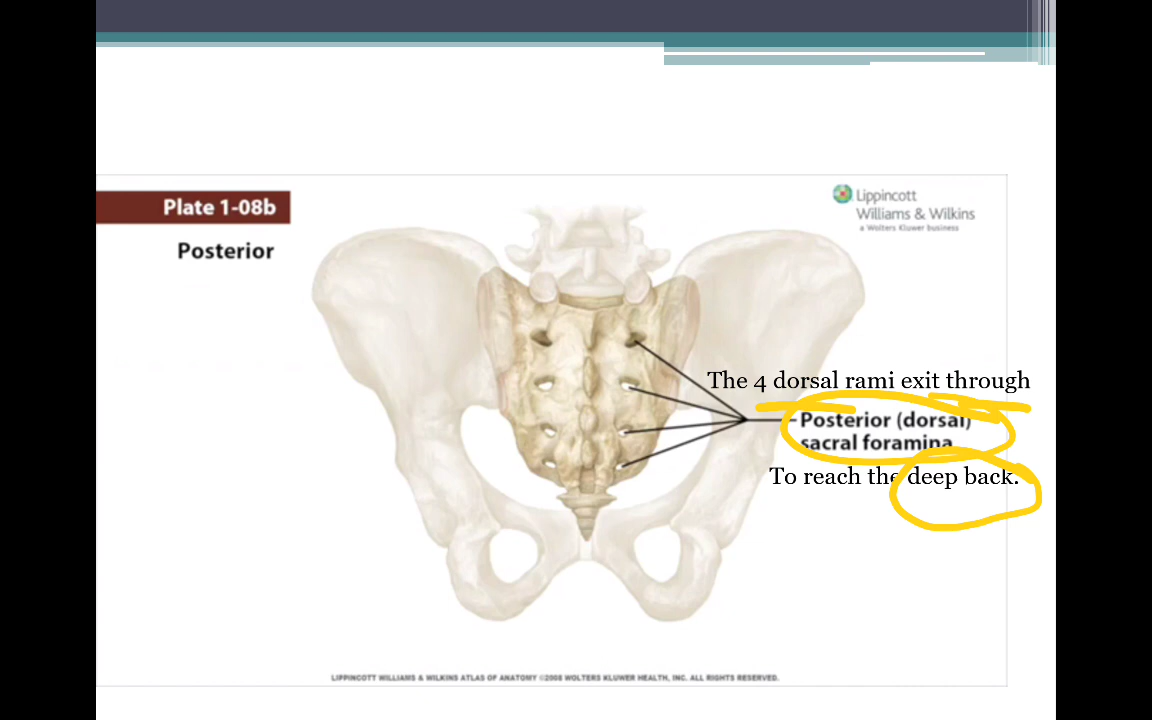 Plate 1-08b
Posterior
Lippincott
Williams & Wilkins
a Wolters Kluwer business
The 4 dorsal rami exit through
Posterior (dorsal)
sacral foramina
To reach the deep back.
LIPPINCOTT WILLIAMS & WILKINS ATLAS OF ANATOMY ©2008 WOLTERS KLUWER HEALTH, INC. ALL RIGHTS RESERVED.